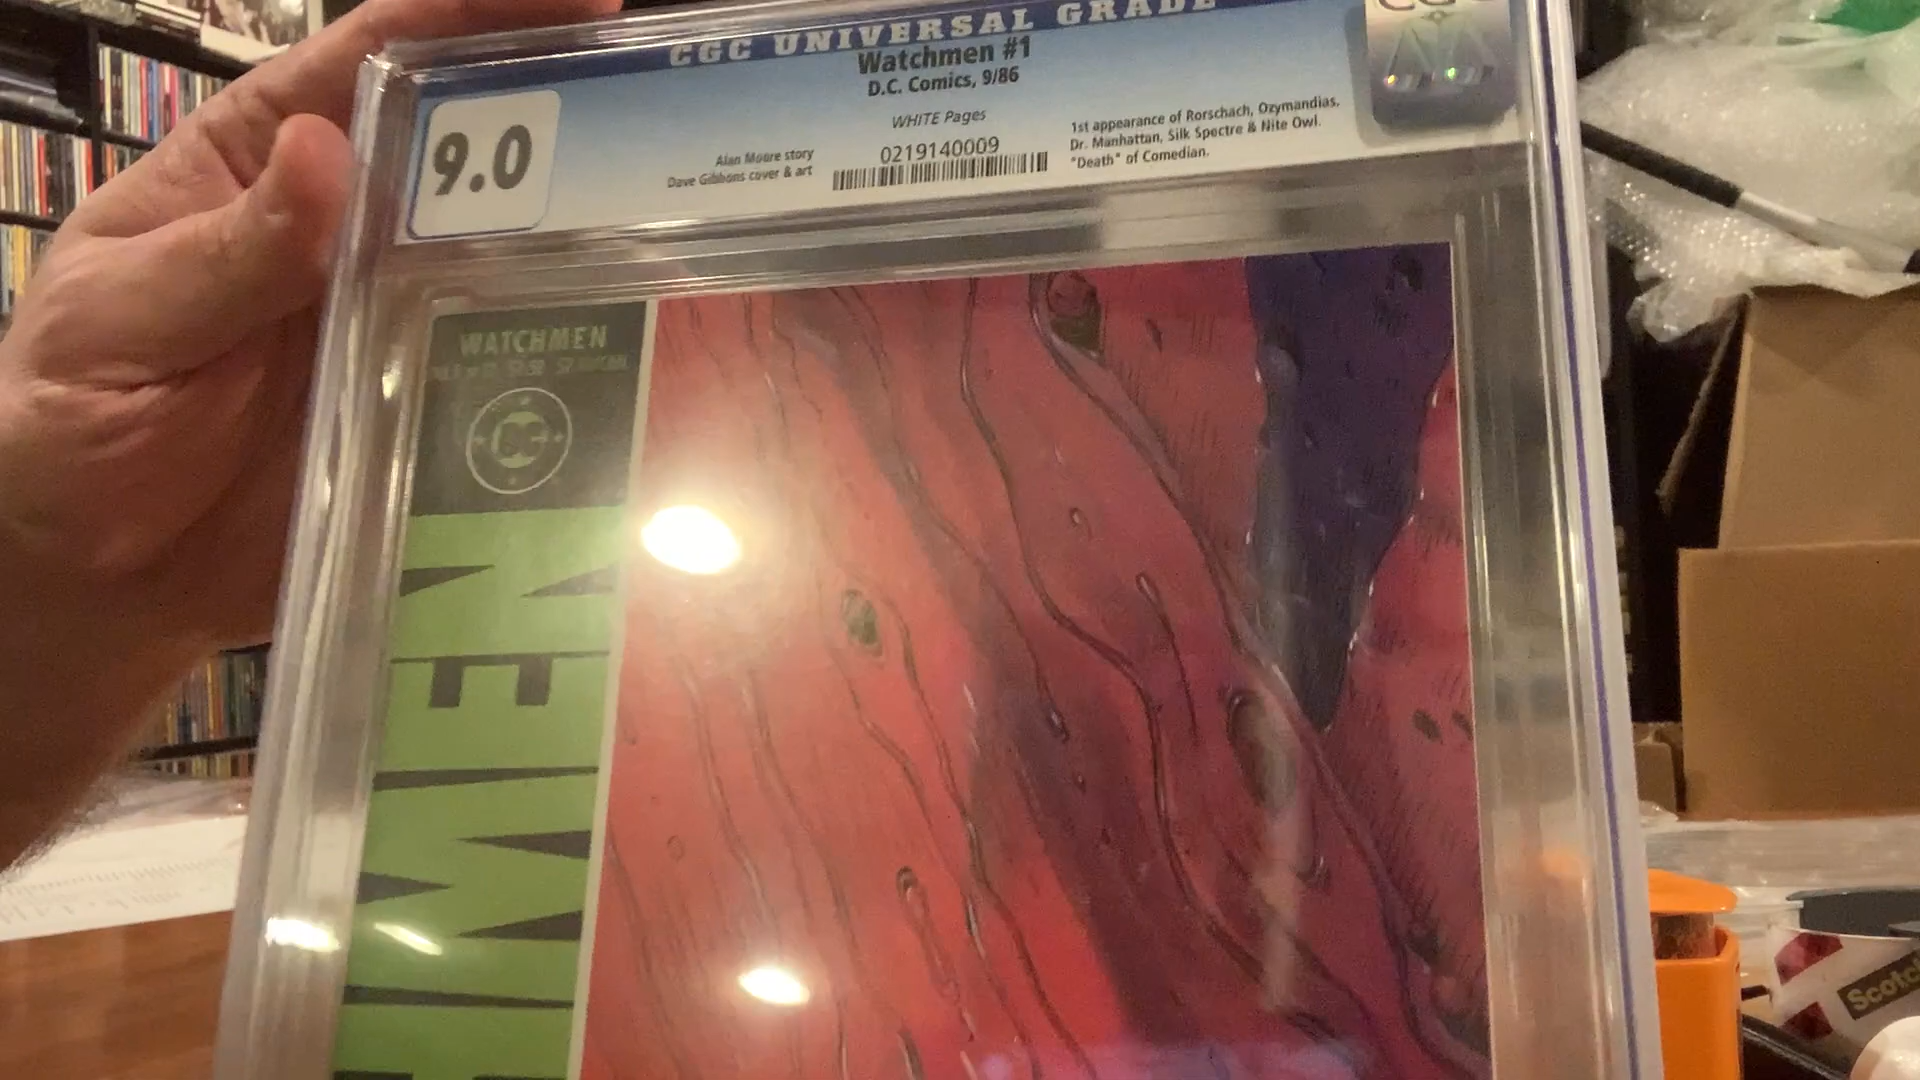 CGC UNIVERSAL GRADE
CGC
Watchmen #1
D.C. Comics, 9/86
9.0
WHITE Pages
Alan Moore story
Dave Gibbons cover & art
0219140009
1st appearance of Rorschach, Ozymandias,
Dr. Manhattan, Silk Spectre & Nite Owl.
"Death" of Comedian.
WATCHMEN
DC
Scotch